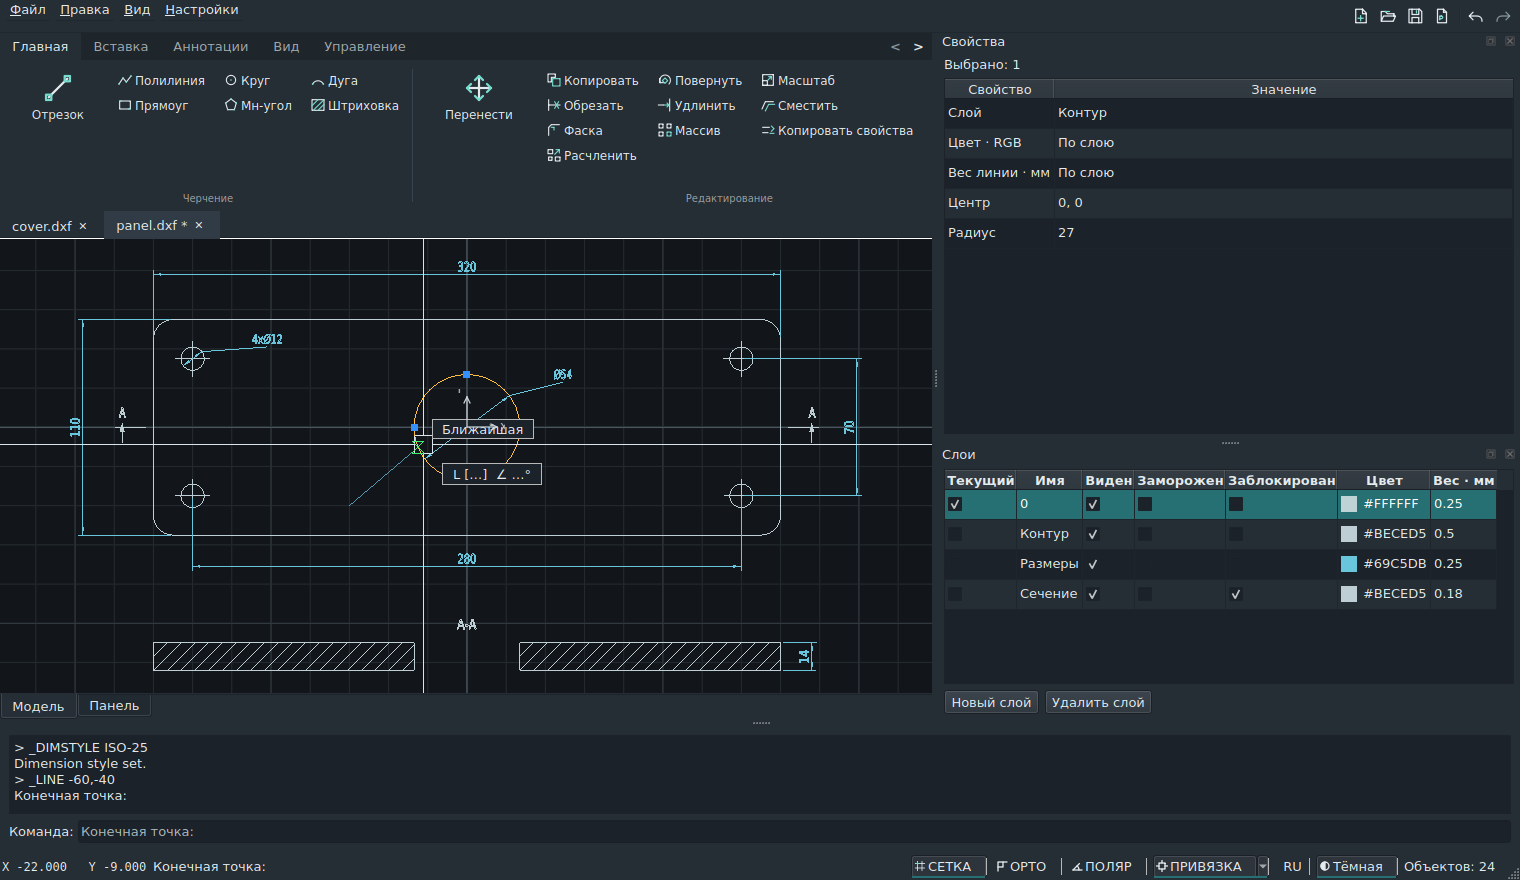 Файл Правка Вид Настройки
Главная Вставка Аннотации Вид Управление < >
Отрезок
Полилиния Круг Дуга
Прямоуг Мн-угол Штриховка
Черчение
Перенести
Копировать Повернуть Масштаб
Обрезать Удлинить Сместить
Фаска Массив Копировать свойства
Расчленить
Редактирование
cover.dxf × panel.dxf * ×
320
4xØ12
Ø54
A A
110
70
Ближайшая
L [...] ∠ ...°
280
A-A
14
Модель Панель
Свойства
Выбрано: 1
Свойство Значение
Слой Контур
Цвет · RGB По слою
Вес линии · мм По слою
Центр 0, 0
Радиус 27
Слои
Текущий Имя Виден Заморожен Заблокирован Цвет Вес · мм
0 #FFFFFF 0.25
Контур #BECED5 0.5
Размеры #69C5DB 0.25
Сечение #BECED5 0.18
Новый слой Удалить слой
> _DIMSTYLE ISO-25
Dimension style set.
> _LINE -60,-40
Конечная точка:
Команда: Конечная точка:
X -22.000 Y -9.000 Конечная точка: СЕТКА ОРТО ПОЛЯР ПРИВЯЗКА RU Тёмная Объектов: 24